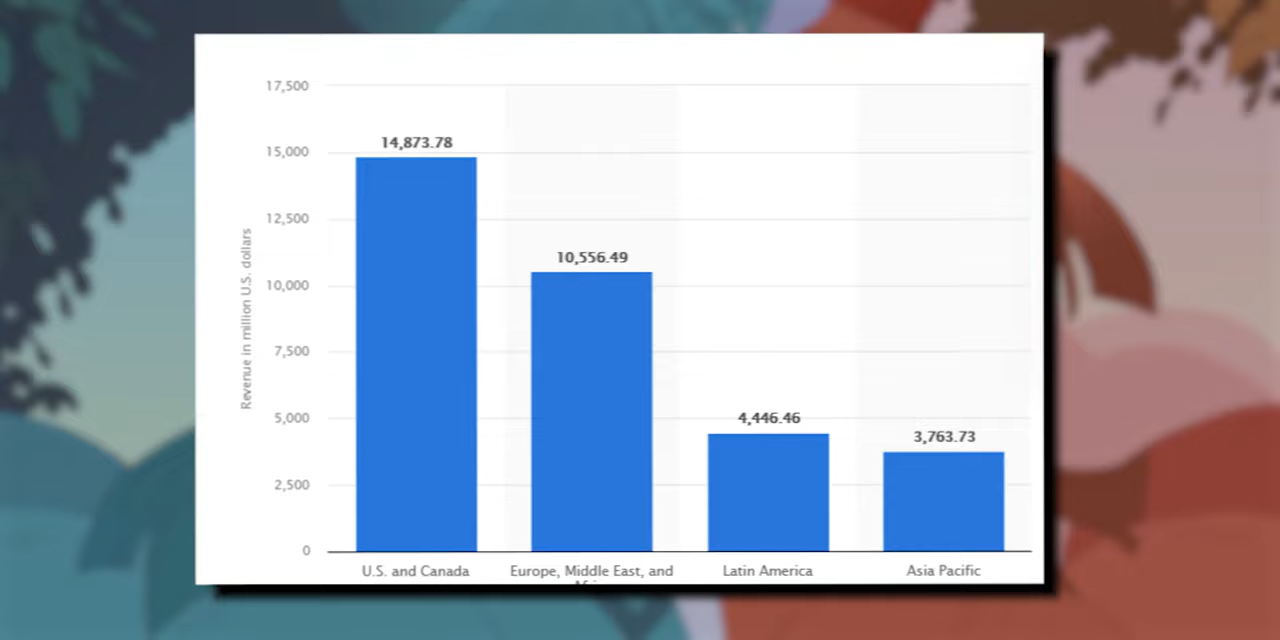 17,500
14,873.78
15,000
12,500
10,556.49
10,000
7,500
5,000
4,446.46
3,763.73
2,500
0
Revenue in million U.S. dollars
U.S. and Canada
Europe, Middle East, and
Latin America
Asia Pacific